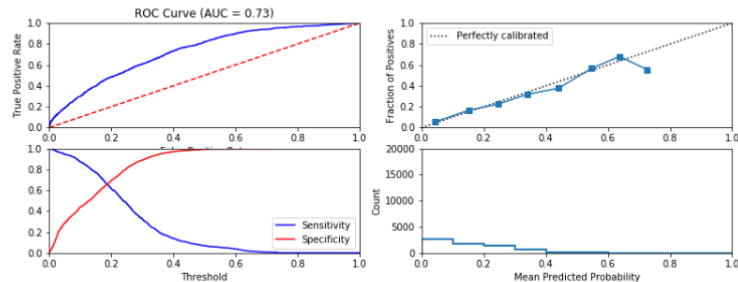 ROC Curve (AUC = 0.73)
True Positive Rate
1.0
0.8
0.6
0.4
0.2
0.0
0.0 0.2 0.4 0.6 0.8 1.0
Fraction of Positives
1.0
0.8
0.6
0.4
0.2
0.0
Perfectly calibrated
0.0 0.2 0.4 0.6 0.8 1.0
1.0
0.8
0.6
0.4
0.2
0.0
Sensitivity
Specificity
0.0 0.2 0.4 0.6 0.8 1.0
Threshold
Count
20000
15000
10000
5000
0
0.0 0.2 0.4 0.6 0.8 1.0
Mean Predicted Probability